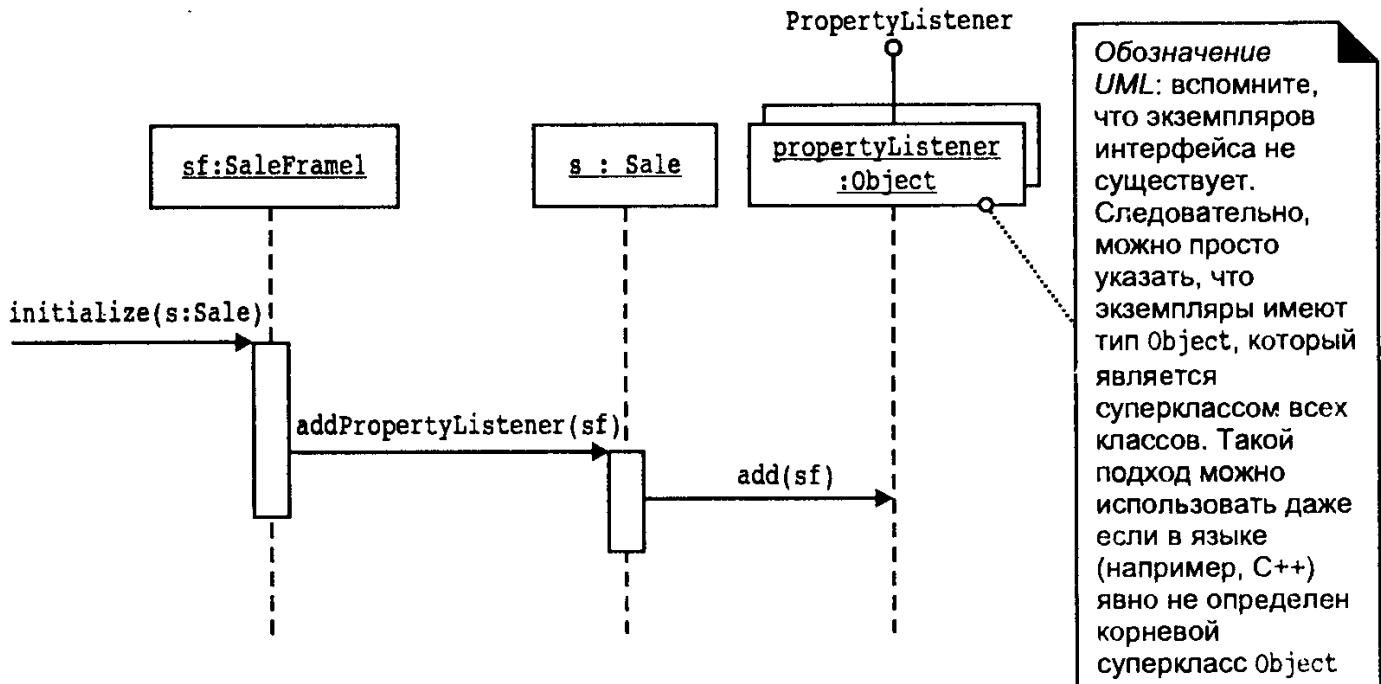 PropertyListener
sf:SaleFrame1
s : Sale
propertyListener
:Object
initialize(s:Sale)
addPropertyListener(sf)
add(sf)
Обозначение
UML: вспомните,
что экземпляров
интерфейса не
существует.
Следовательно,
можно просто
указать, что
экземпляры имеют
тип Object, который
является
суперклассом всех
классов. Такой
подход можно
использовать даже
если в языке
(например, C++)
явно не определен
корневой
суперкласс Object